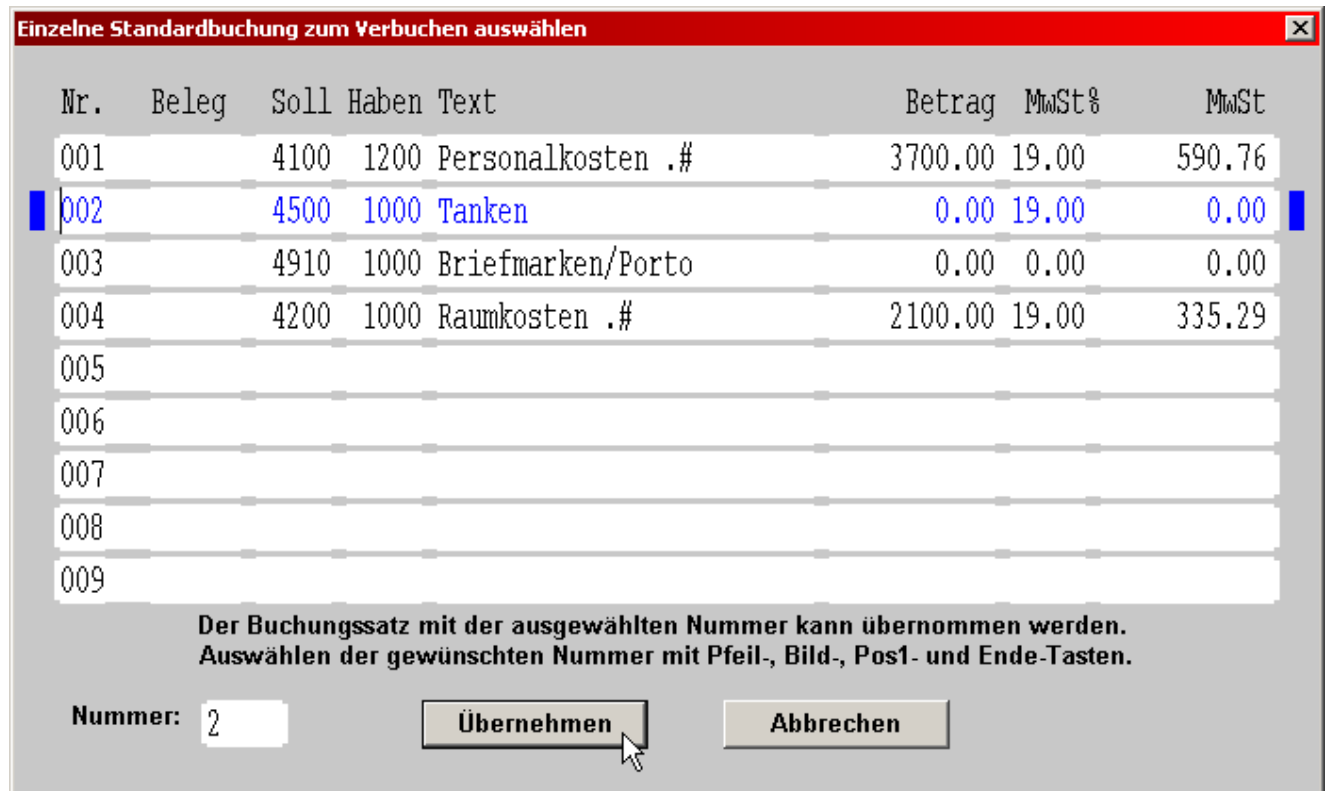 Einzelne Standardbuchung zum Verbuchen auswählen
Nr. Beleg Soll Haben Text Betrag MwSt% MwSt
001 4100 1200 Personalkosten .# 3700.00 19.00 590.76
002 4500 1000 Tanken 0.00 19.00 0.00
003 4910 1000 Briefmarken/Porto 0.00 0.00 0.00
004 4200 1000 Raumkosten .# 2100.00 19.00 335.29
005
006
007
008
009
Der Buchungssatz mit der ausgewählten Nummer kann übernommen werden.
Auswählen der gewünschten Nummer mit Pfeil-, Bild-, Pos1- und Ende-Tasten.
Nummer: 2 Übernehmen Abbrechen